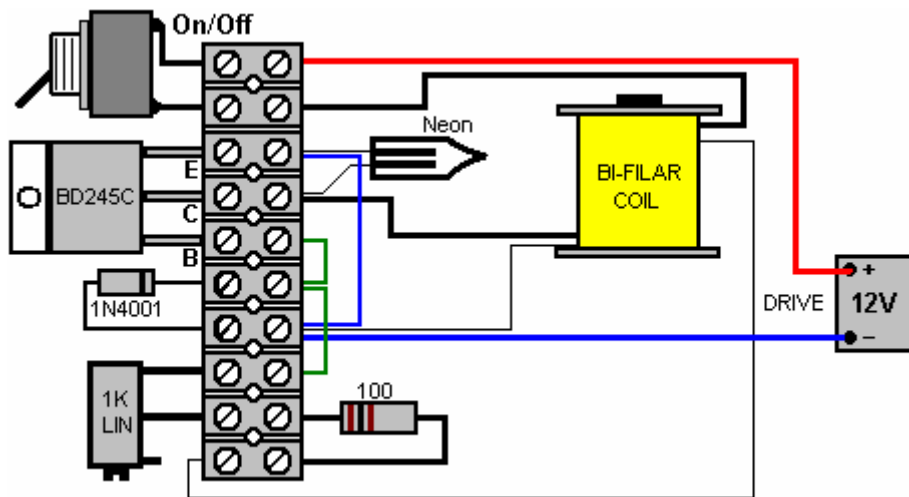 On/Off
Neon
E
BD245C
C
B
BI-FILAR
COIL
1N4001
DRIVE
+
12V
−
1K
LIN
100